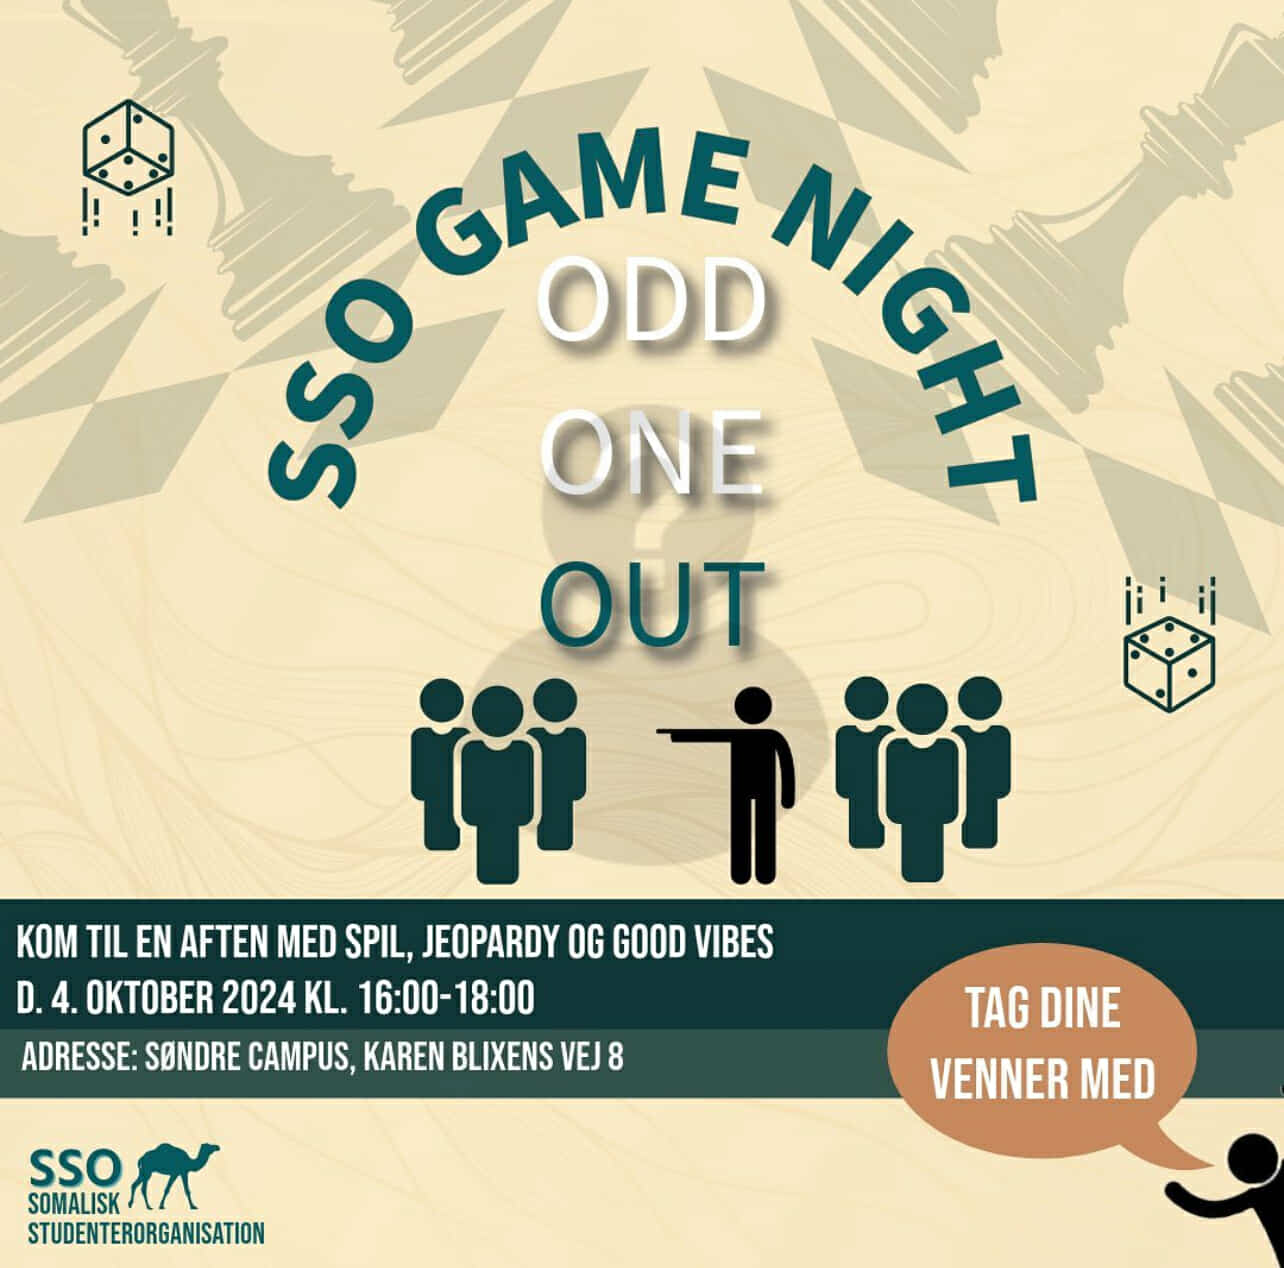 SSO GAME NIGHT
ODD
ONE
OUT
?
KOM TIL EN AFTEN MED SPIL, JEOPARDY OG GOOD VIBES
D. 4. OKTOBER 2024 KL. 16:00-18:00
ADRESSE: SØNDRE CAMPUS, KAREN BLIXENS VEJ 8
TAG DINE
VENNER MED
SSO
SOMALISK
STUDENTERORGANISATION